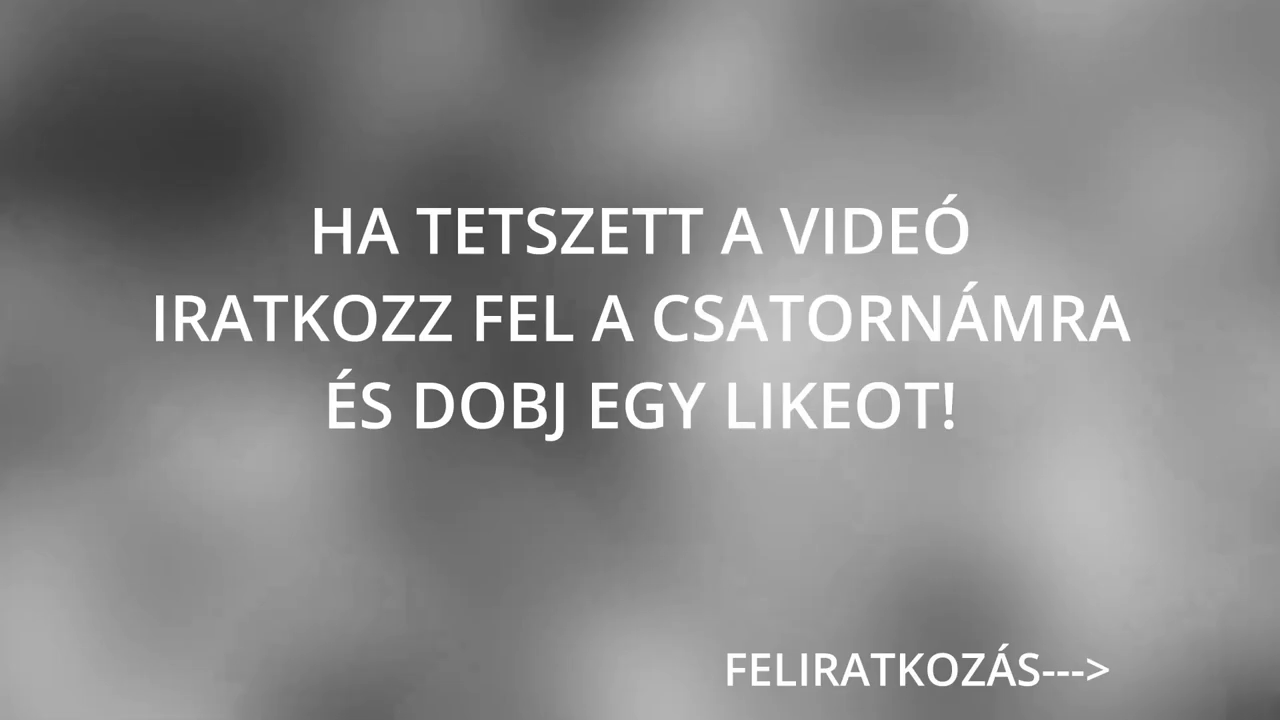 HA TETSZETT A VIDEÓ
IRATKOZZ FEL A CSATORNÁMRA
ÉS DOBJ EGY LIKEOT!
FELIRATKOZÁS--->